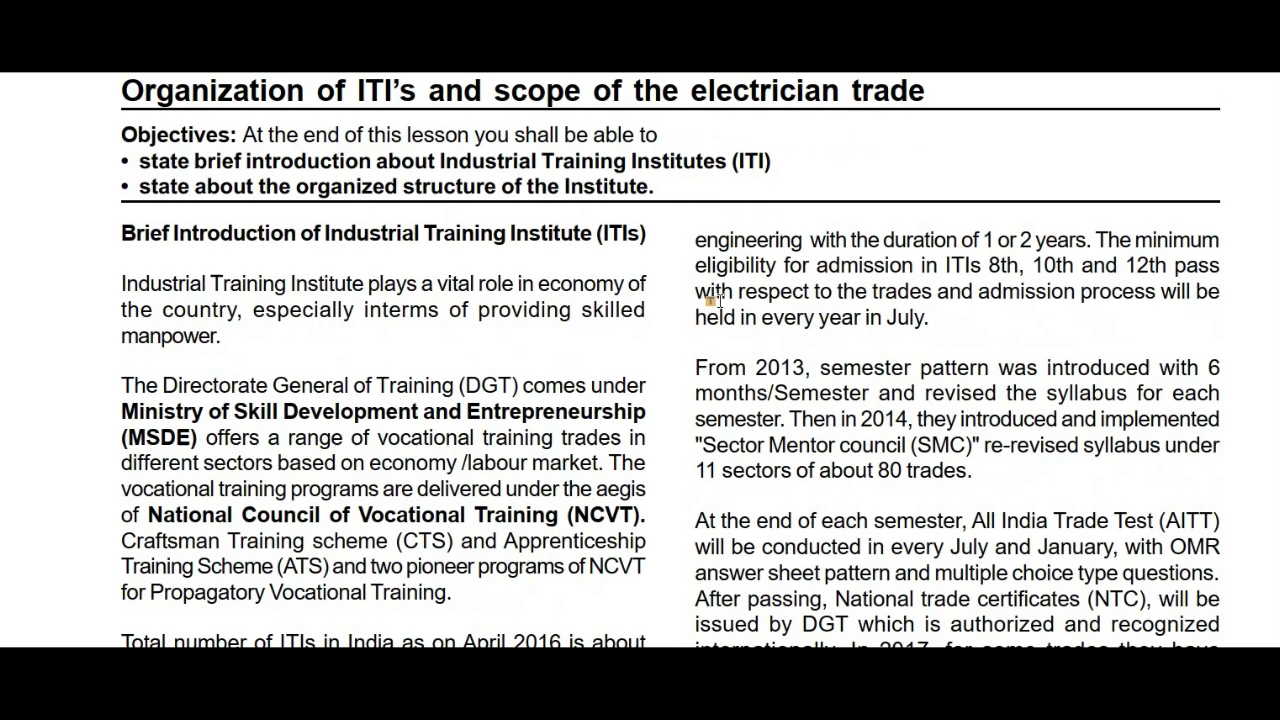 Organization of ITI's and scope of the electrician trade
Objectives: At the end of this lesson you shall be able to
• state brief introduction about Industrial Training Institutes (ITI)
• state about the organized structure of the Institute.
Brief Introduction of Industrial Training Institute (ITIs)
Industrial Training Institute plays a vital role in economy of
the country, especially interms of providing skilled
manpower.
The Directorate General of Training (DGT) comes under
Ministry of Skill Development and Entrepreneurship
(MSDE) offers a range of vocational training trades in
different sectors based on economy /labour market. The
vocational training programs are delivered under the aegis
of National Council of Vocational Training (NCVT).
Craftsman Training scheme (CTS) and Apprenticeship
Training Scheme (ATS) and two pioneer programs of NCVT
for Propagatory Vocational Training.
Total number of ITIs in India as on April 2016 is about
engineering with the duration of 1 or 2 years. The minimum
eligibility for admission in ITIs 8th, 10th and 12th pass
with respect to the trades and admission process will be
held in every year in July.
From 2013, semester pattern was introduced with 6
months/Semester and revised the syllabus for each
semester. Then in 2014, they introduced and implemented
"Sector Mentor council (SMC)" re-revised syllabus under
11 sectors of about 80 trades.
At the end of each semester, All India Trade Test (AITT)
will be conducted in every July and January, with OMR
answer sheet pattern and multiple choice type questions.
After passing, National trade certificates (NTC), will be
issued by DGT which is authorized and recognized
internationally. In 2017, for some trades they have